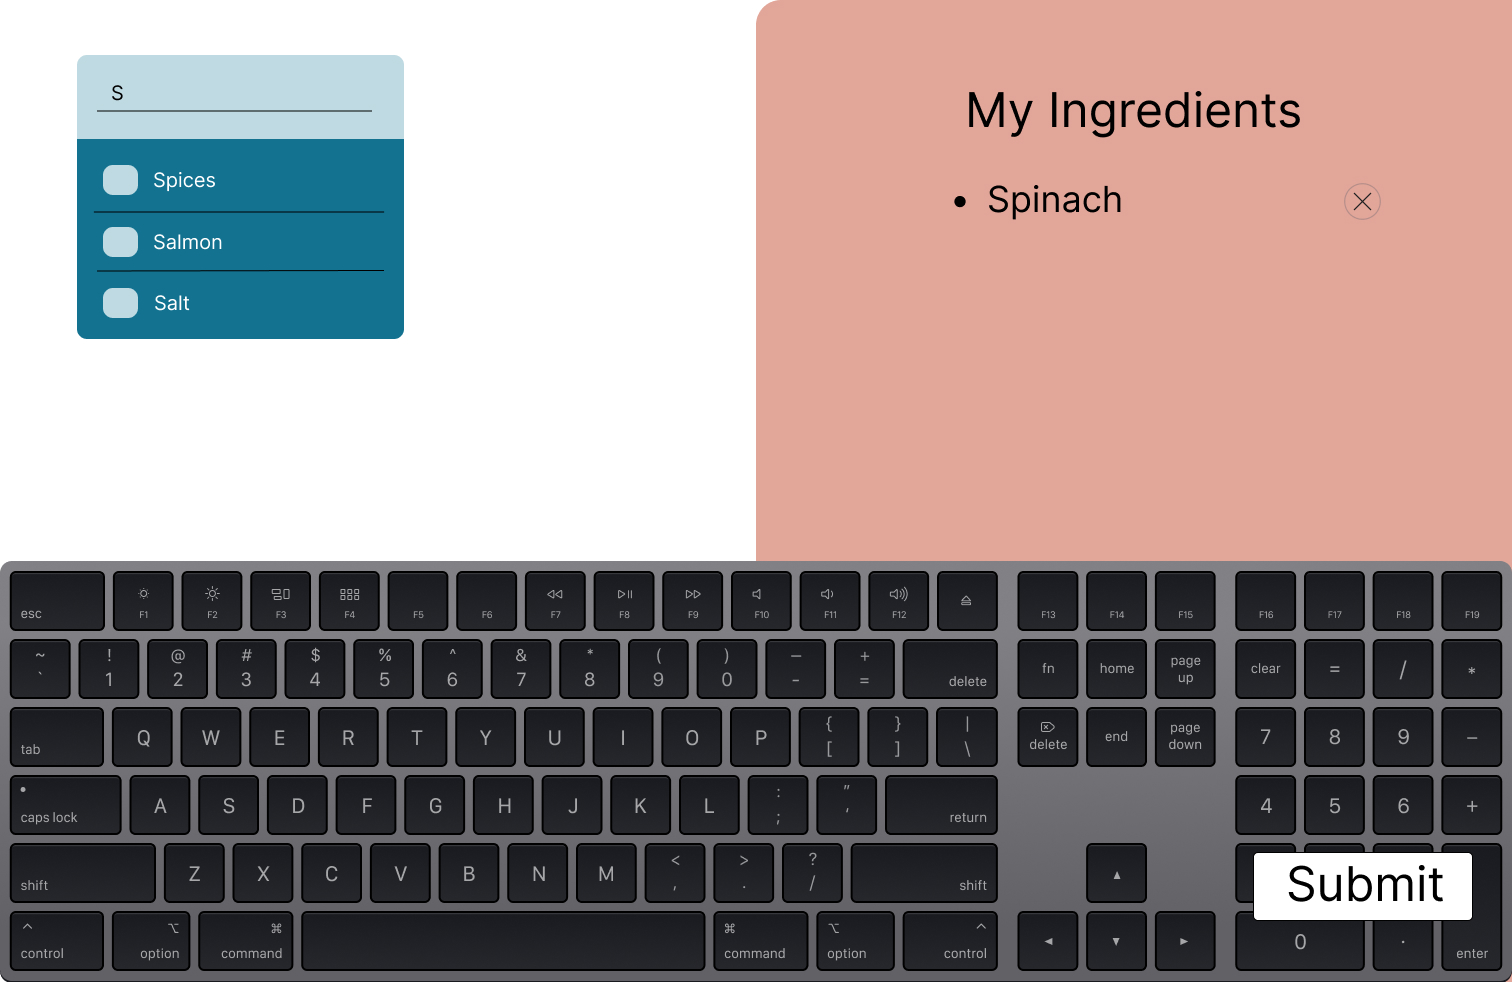 S
Spices
Salmon
Salt
My Ingredients
• Spinach
esc F1 F2 F3 F4 F5 F6 F7 F8 F9 F10 F11 F12 F13 F14 F15 F16 F17 F18 F19
~ ! @ # $ % ^ & * ( ) – +
` 1 2 3 4 5 6 7 8 9 0 - = delete fn home page up clear = / *
tab Q W E R T Y U I O P { [ } ] | \ delete end page down 7 8 9 –
caps lock A S D F G H J K L : ; " ' return 4 5 6 +
shift Z X C V B N M < , > . ? / shift
Submit
control option command command option control 0 . enter